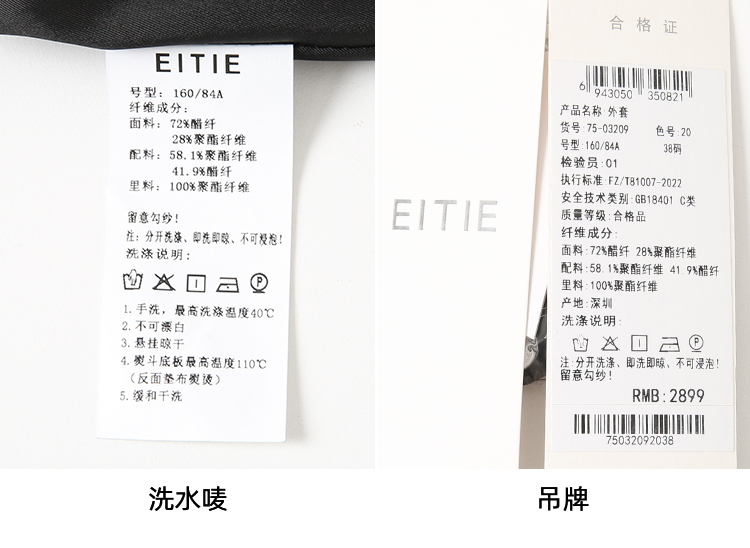 EITIE
号型: 160/84A
纤维成分:
面料: 72%醋纤
28%聚酯纤维
配料: 58.1%聚酯纤维
41.9%醋纤
里料: 100%聚酯纤维
留意勾纱!
注: 分开洗涤、即洗即晾、不可浸泡!
洗涤说明:
P
1.手洗,最高洗涤温度40℃
2.不可漂白
3.悬挂晾干
4.熨斗底板最高温度110℃
(反面垫布熨烫)
5.缓和干洗
洗水唛
EITIE
合格证
6 943050 350821
产品名称:外套
货号:75-03209 色号:20
号型:160/84A 38码
检验员:01
执行标准:FZ/T81007-2022
安全技术类别:GB18401 C类
质量等级:合格品
纤维成分:
面料:72%醋纤 28%聚酯纤维
配料:58.1%聚酯纤维 41.9%醋纤
里料:100%聚酯纤维
产地:深圳
洗涤说明:
P
注:分开洗涤、即洗即晾、不可浸泡!
留意勾纱!
RMB:2899
75032092038
吊牌